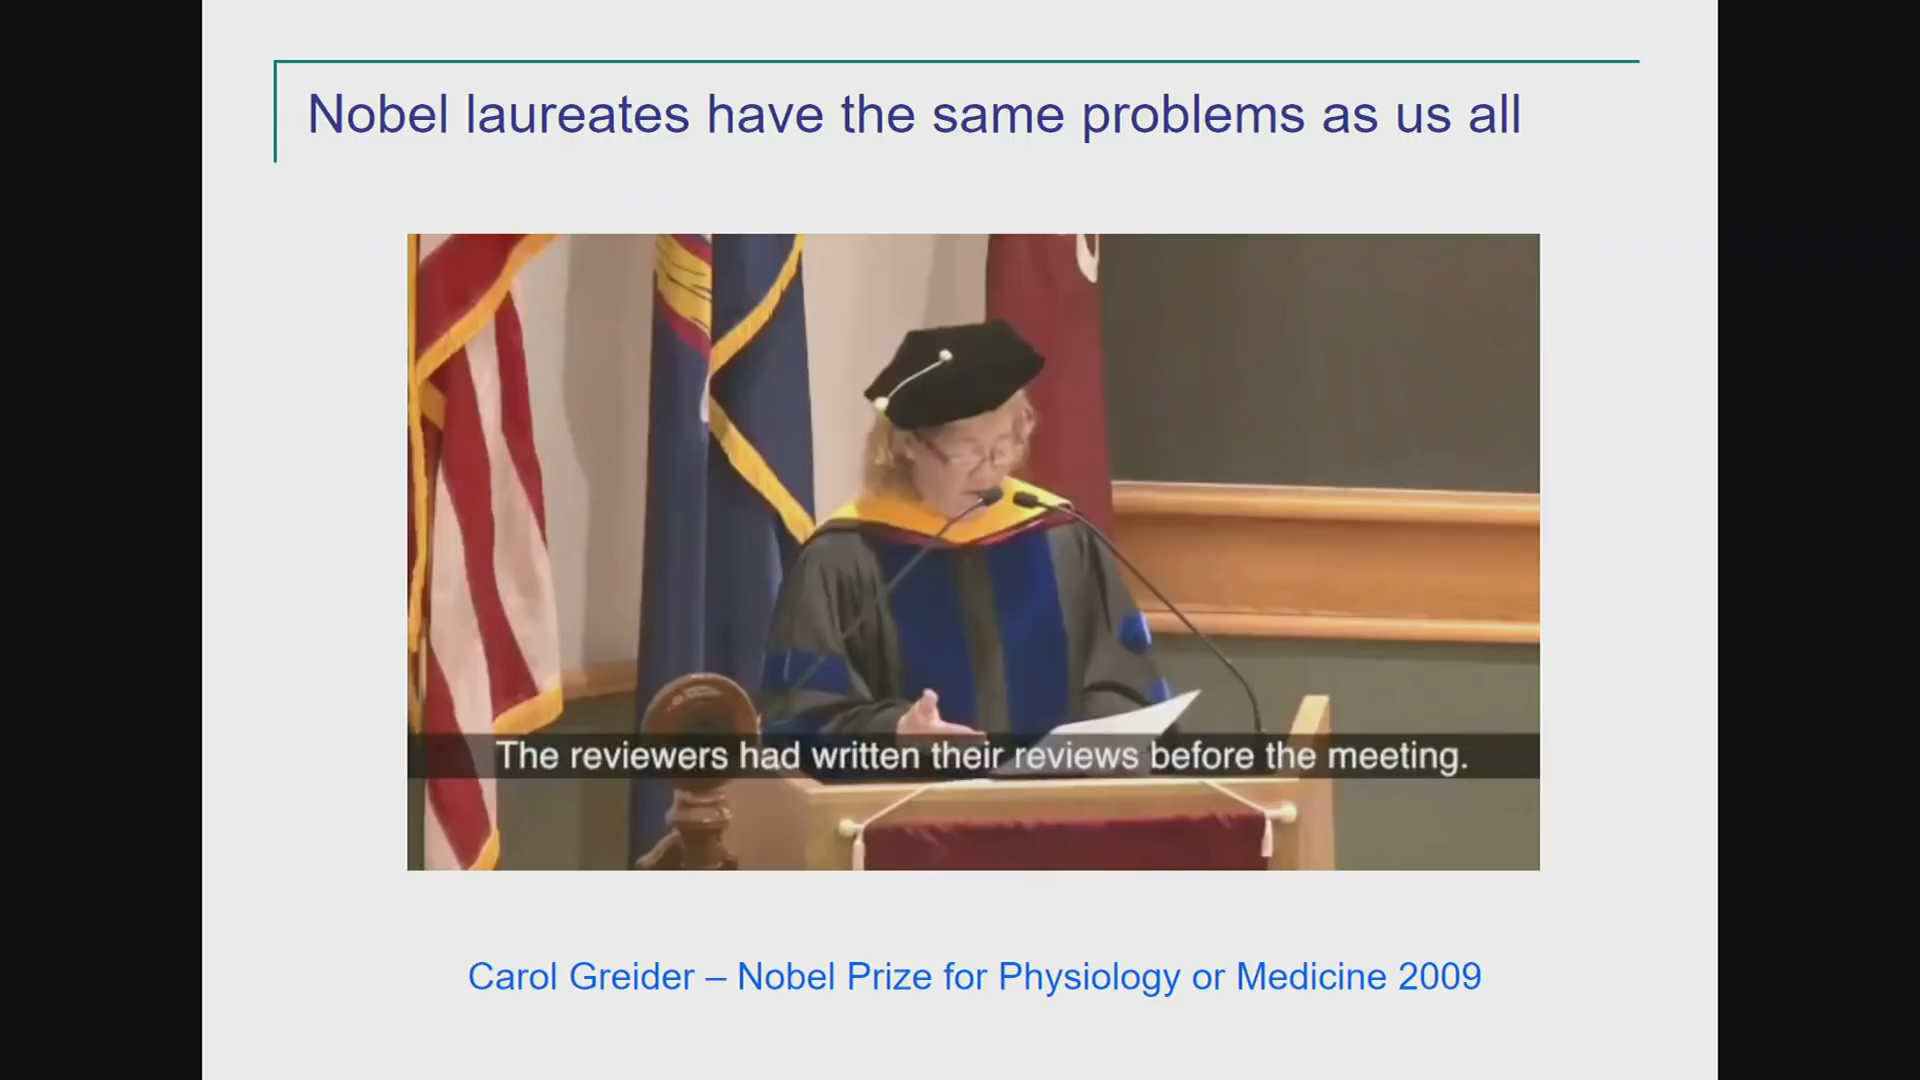 Nobel laureates have the same problems as us all
The reviewers had written their reviews before the meeting.
Carol Greider – Nobel Prize for Physiology or Medicine 2009